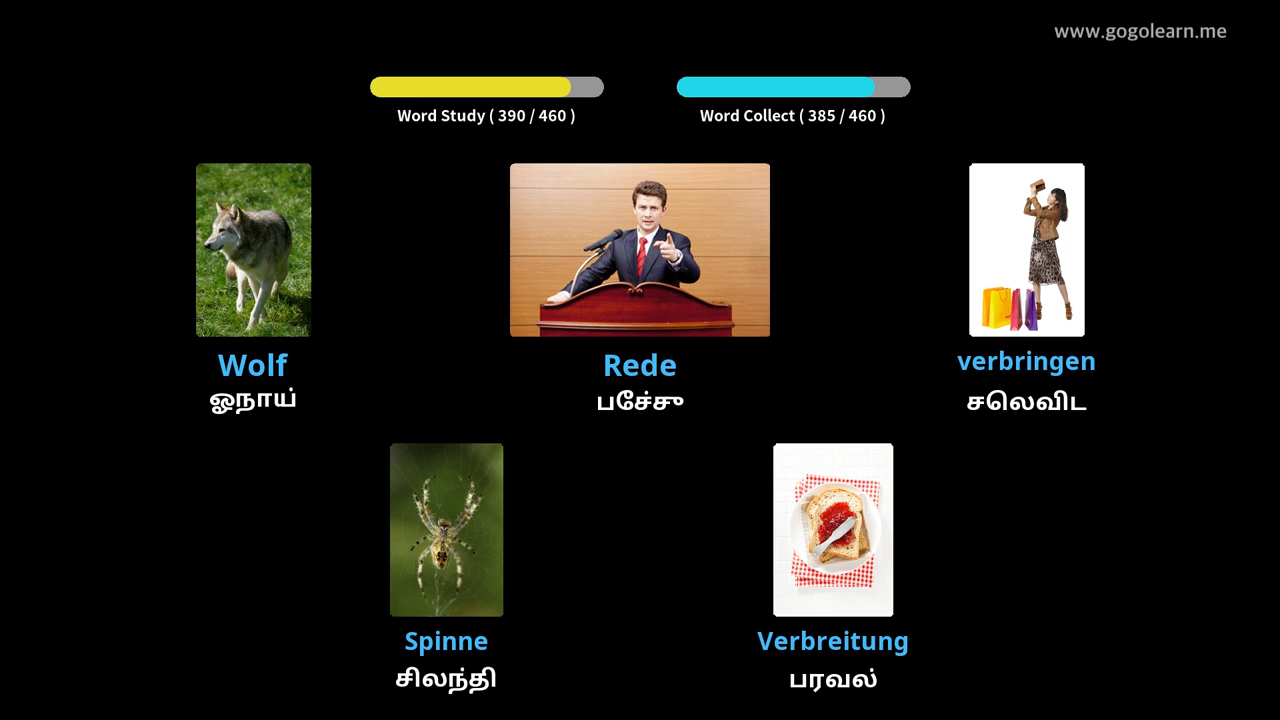 www.gogolearn.me
Word Study ( 390 / 460 )
Word Collect ( 385 / 460 )
Wolf
ஓநாய்
Rede
பேச்சு
verbringen
செலவிட
Spinne
சிலந்தி
Verbreitung
பரவல்